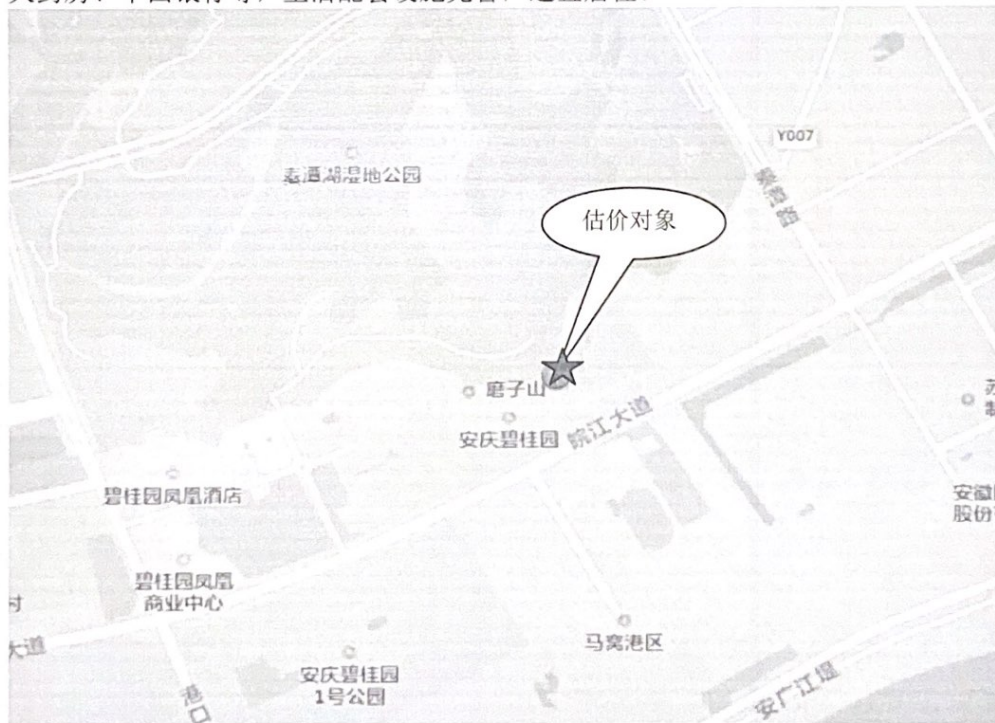 Y007
湿地公园
估价对象
磨子山
安庆碧桂园
皖江大道
碧桂园凤凰酒店
安徽
股份
碧桂园凤凰
商业中心
村
大道
马窝港区
安庆碧桂园
1号公园
港口
安广江堤